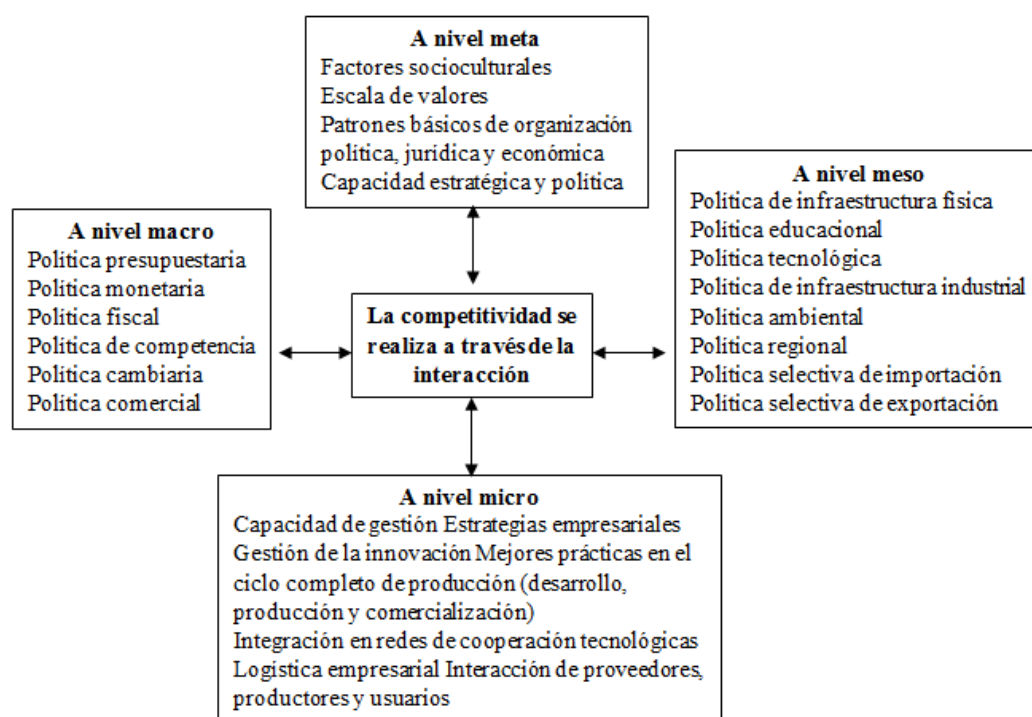 A nivel meta
Factores socioculturales
Escala de valores
Patrones básicos de organización
política, jurídica y económica
Capacidad estratégica y política
A nivel macro
Política presupuestaria
Política monetaria
Política fiscal
Política de competencia
Política cambiaria
Política comercial
La competitividad se
realiza a través de la
interacción
A nivel meso
Política de infraestructura física
Política educacional
Política tecnológica
Política de infraestructura industrial
Política ambiental
Política regional
Política selectiva de importación
Política selectiva de exportación
A nivel micro
Capacidad de gestión Estrategias empresariales
Gestión de la innovación Mejores prácticas en el
ciclo completo de producción (desarrollo,
producción y comercialización)
Integración en redes de cooperación tecnológicas
Logística empresarial Interacción de proveedores,
productores y usuarios